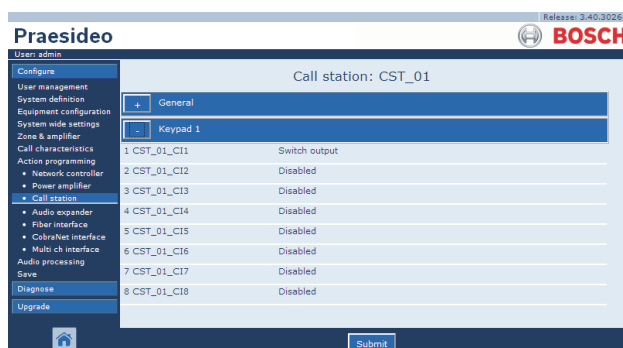 Release: 3.40.3026
Praesideo
BOSCH
User: admin
Configure
User management
System definition
Equipment configuration
System wide settings
Zone & amplifier
Call characteristics
Action programming
• Network controller
• Power amplifier
• Call station
• Audio expander
• Fiber interface
• CobraNet interface
• Multi ch interface
Audio processing
Save
Diagnose
Upgrade
Call station: CST_01
+ General
- Keypad 1
1 CST_01_CI1 Switch output
2 CST_01_CI2 Disabled
3 CST_01_CI3 Disabled
4 CST_01_CI4 Disabled
5 CST_01_CI5 Disabled
6 CST_01_CI6 Disabled
7 CST_01_CI7 Disabled
8 CST_01_CI8 Disabled
Submit